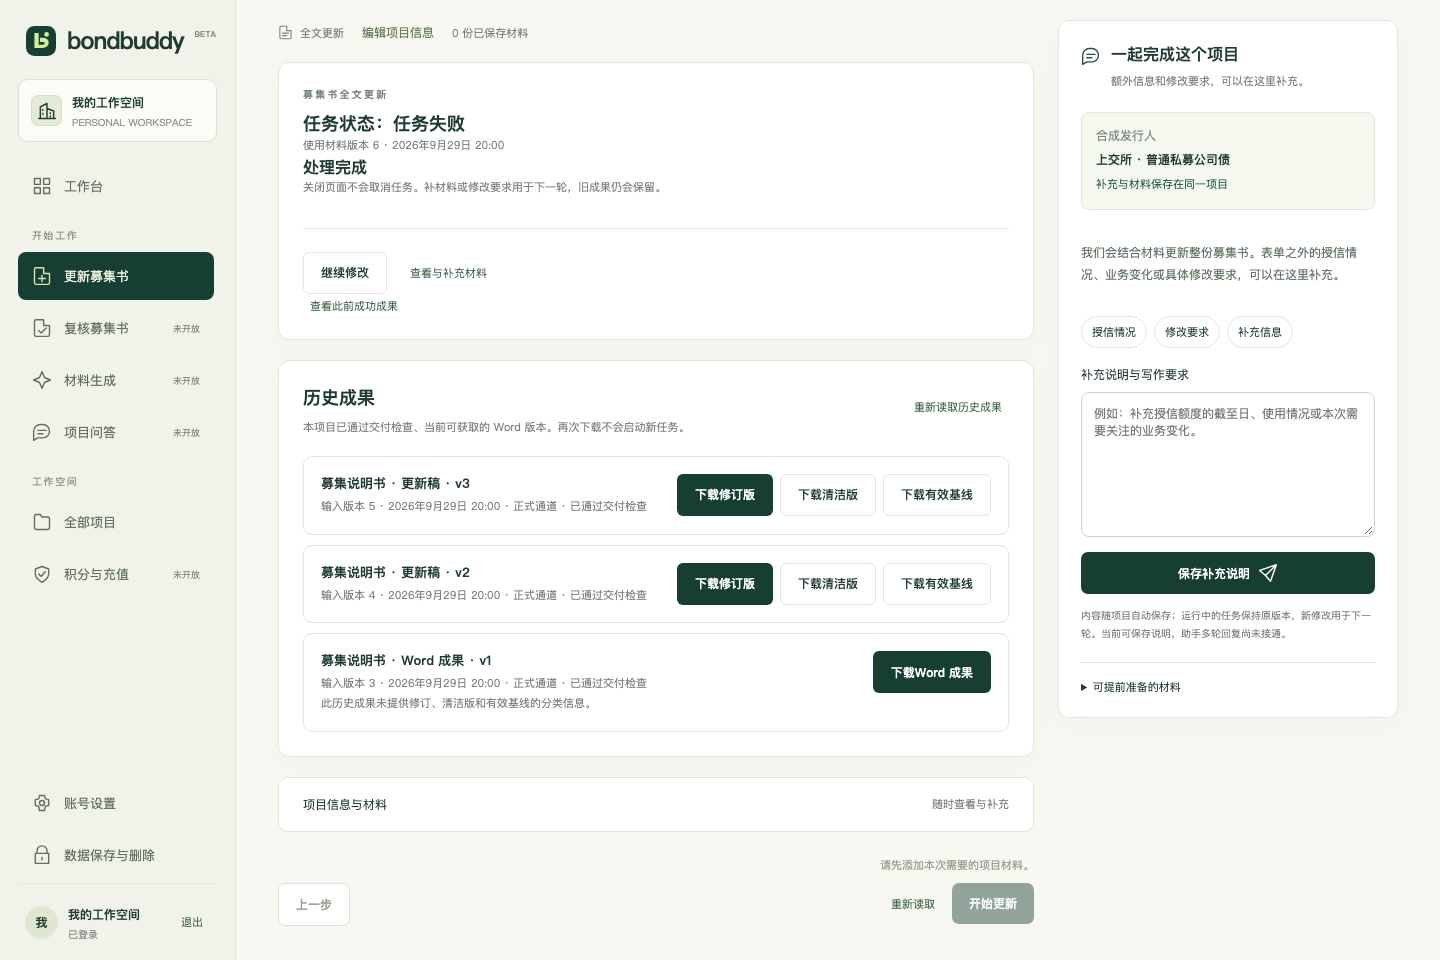 bondbuddy BETA
我的工作空间
PERSONAL WORKSPACE
工作台
开始工作
更新募集书
复核募集书 未开放
材料生成 未开放
项目问答 未开放
工作空间
全部项目
积分与充值 未开放
账号设置
数据保存与删除
我 我的工作空间
已登录
退出
全文更新 编辑项目信息 0 份已保存材料
募集书全文更新
任务状态：任务失败
使用材料版本 6 · 2026年9月29日 20:00
处理完成
关闭页面不会取消任务。补材料或修改要求用于下一轮，旧成果仍会保留。
继续修改 查看与补充材料
查看此前成功成果
历史成果
本项目已通过交付检查、当前可获取的 Word 版本。再次下载不会启动新任务。
重新读取历史成果
募集说明书 · 更新稿 · v3
输入版本 5 · 2026年9月29日 20:00 · 正式通道 · 已通过交付检查
下载修订版 下载清洁版 下载有效基线
募集说明书 · 更新稿 · v2
输入版本 4 · 2026年9月29日 20:00 · 正式通道 · 已通过交付检查
下载修订版 下载清洁版 下载有效基线
募集说明书 · Word 成果 · v1
输入版本 3 · 2026年9月29日 20:00 · 正式通道 · 已通过交付检查
此历史成果未提供修订、清洁版和有效基线的分类信息。
下载Word 成果
项目信息与材料 随时查看与补充
请先添加本次需要的项目材料。
上一步 重新读取 开始更新
一起完成这个项目
额外信息和修改要求，可以在这里补充。
合成发行人
上交所 · 普通私募公司债
补充与材料保存在同一项目
我们会结合材料更新整份募集书。表单之外的授信情
况、业务变化或具体修改要求，可以在这里补充。
授信情况 修改要求 补充信息
补充说明与写作要求
例如：补充授信额度的截至日、使用情况或本次需
要关注的业务变化。
保存补充说明
内容随项目自动保存；运行中的任务保持原版本，新修改用于下一
轮。当前可保存说明，助手多轮回复尚未接通。
可提前准备的材料